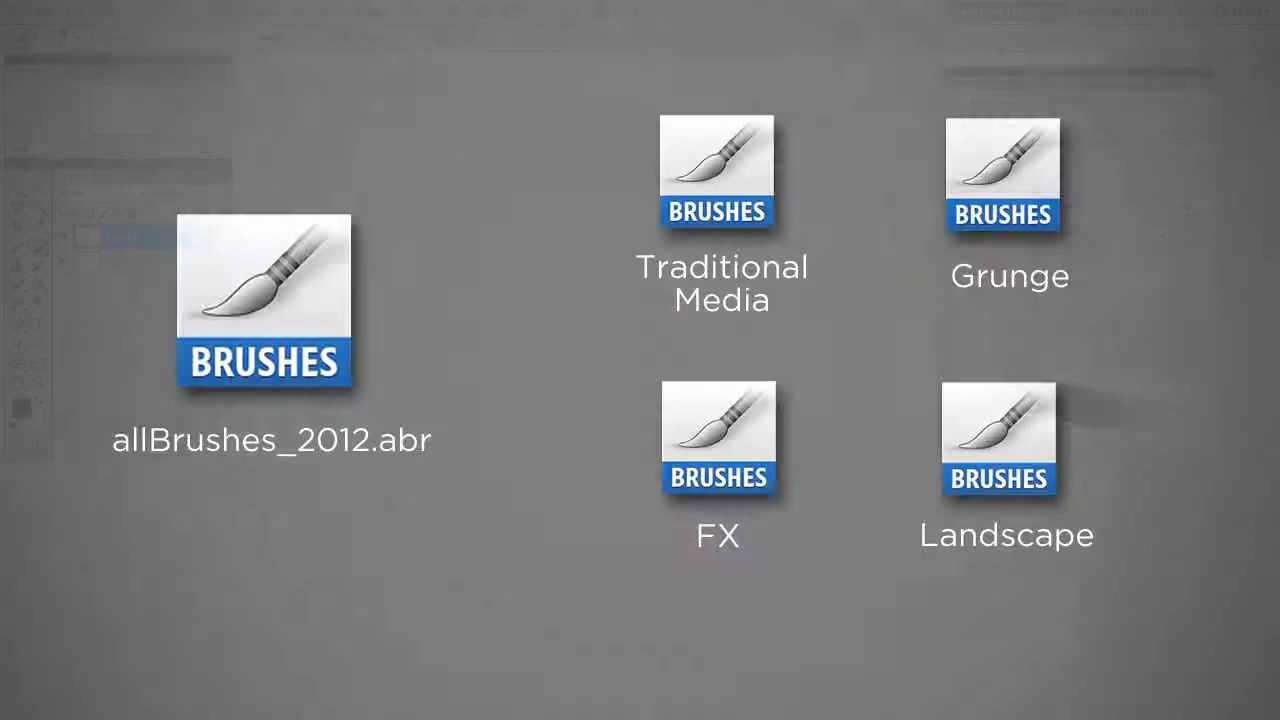 BRUSHES
allBrushes_2012.abr
BRUSHES
Traditional
Media
BRUSHES
Grunge
BRUSHES
FX
BRUSHES
Landscape